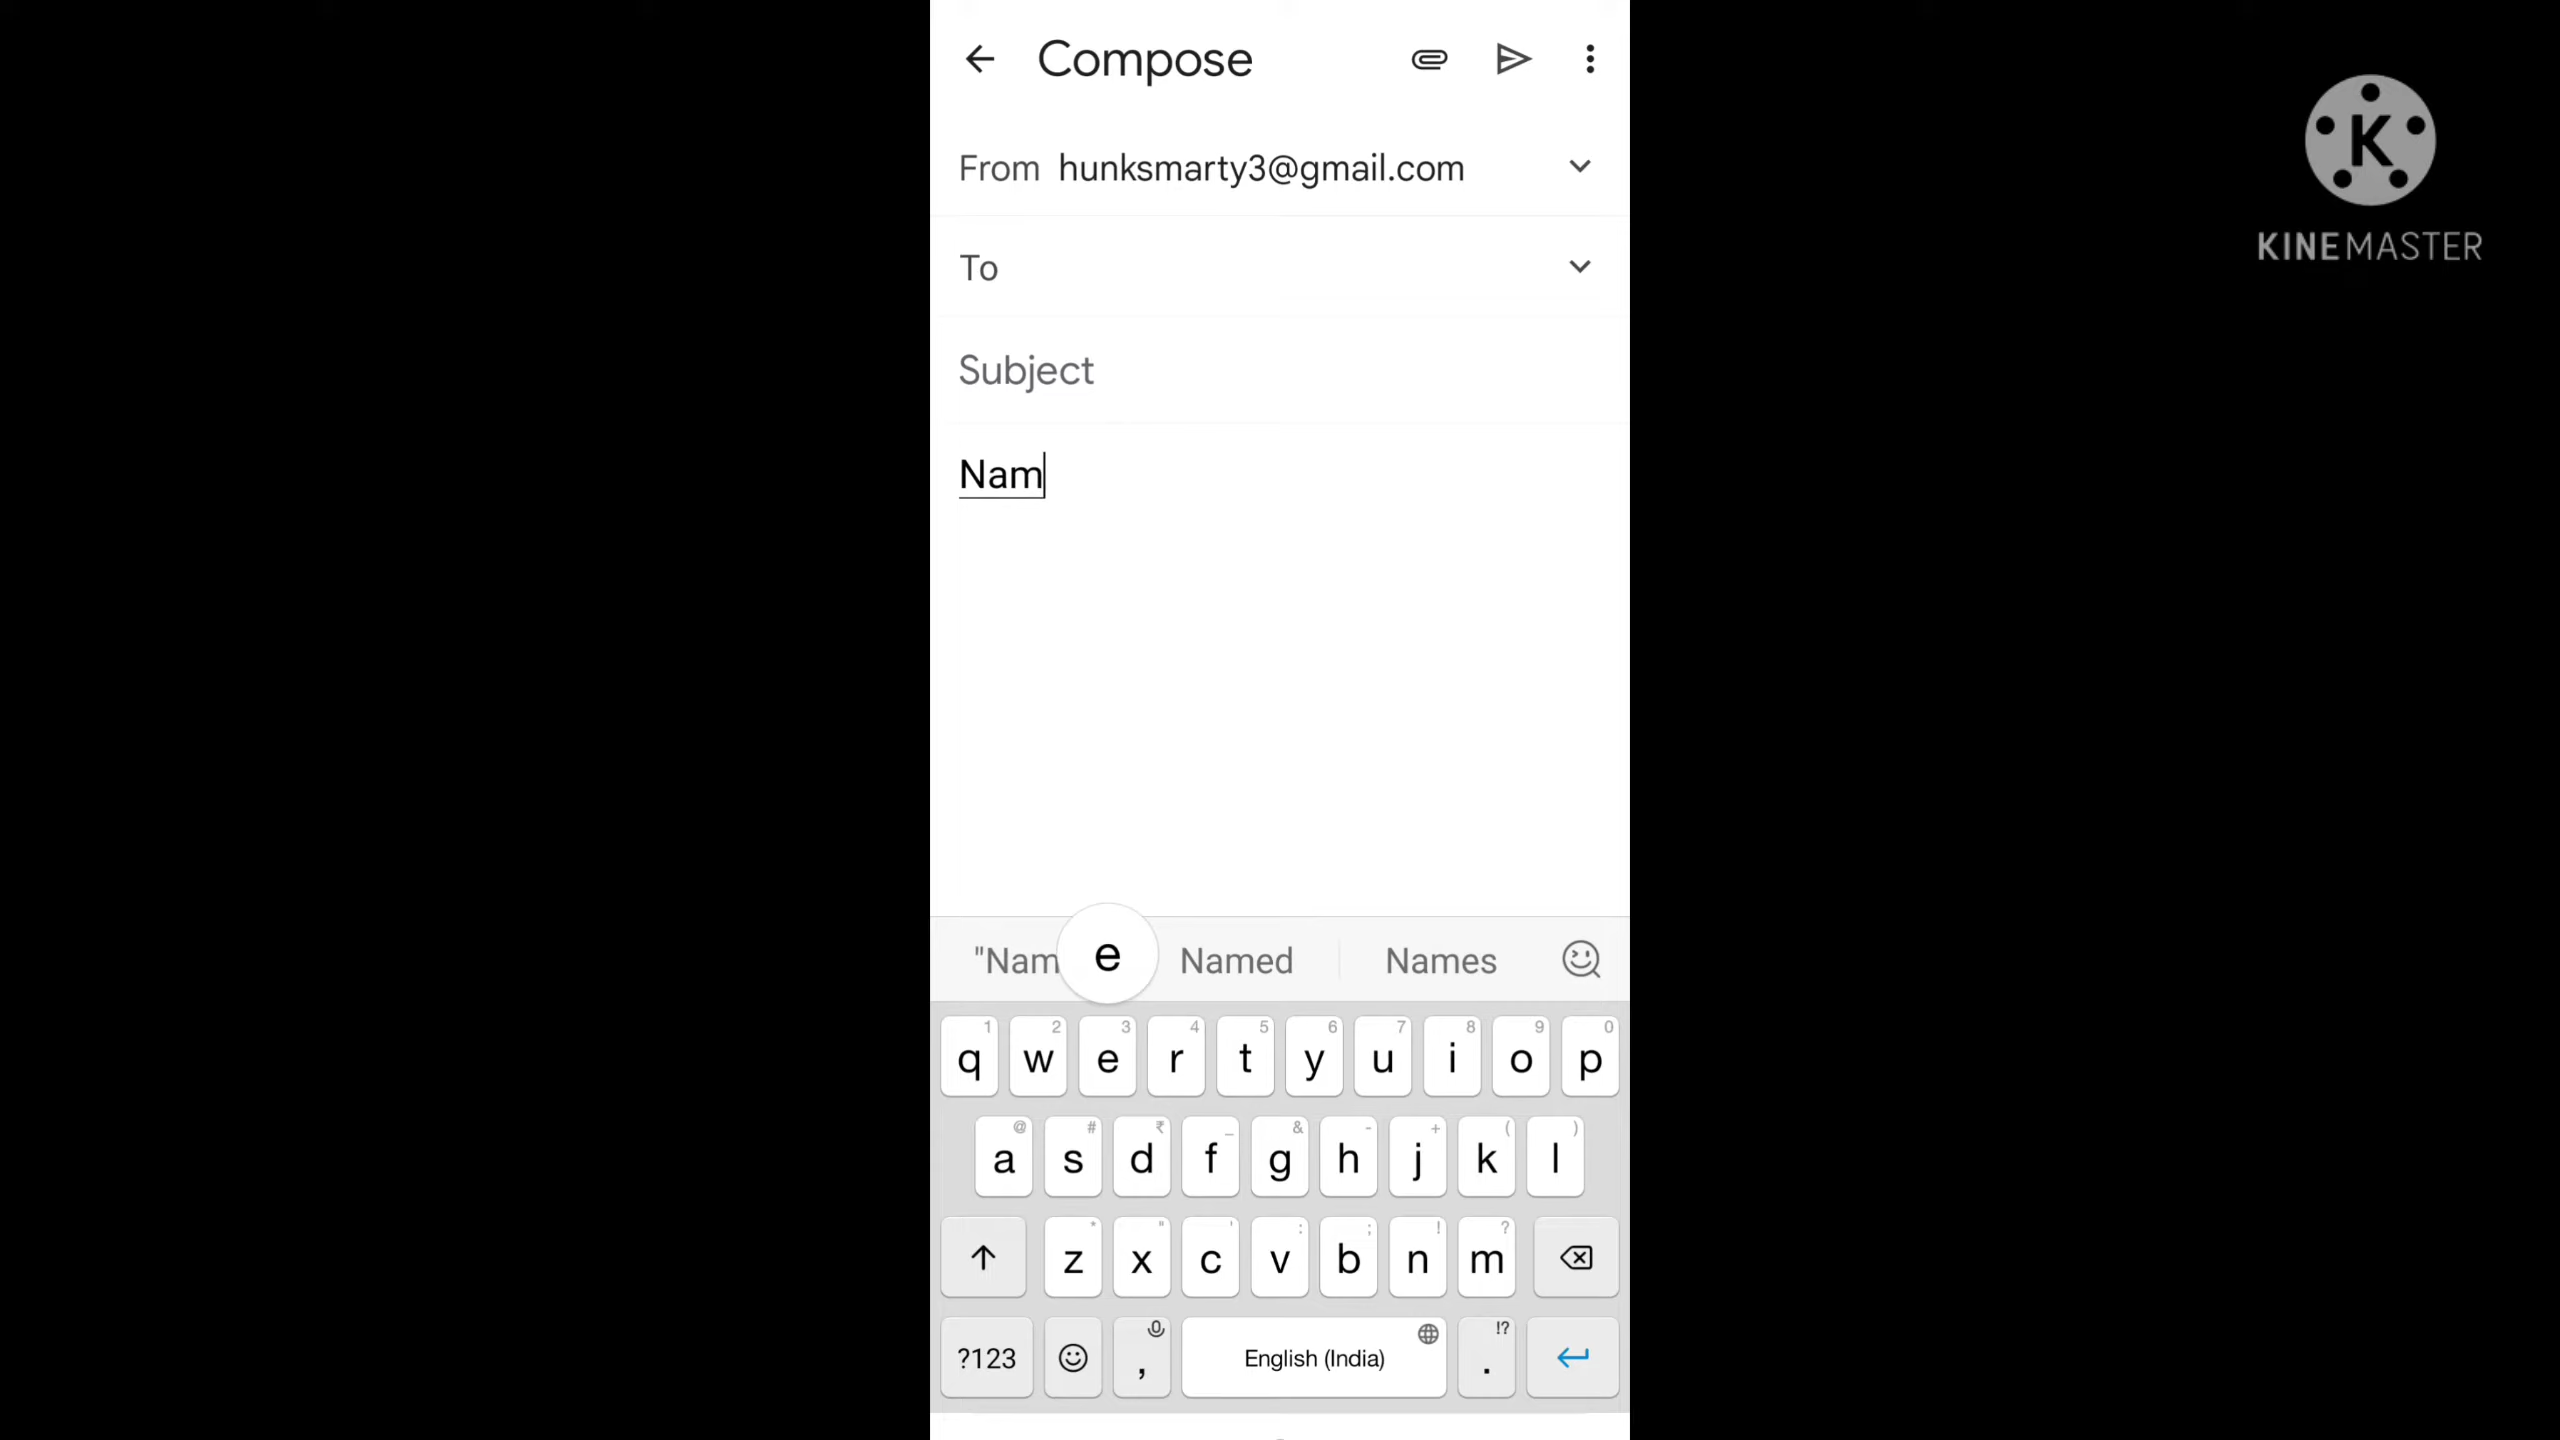 Compose
From hunksmarty3@gmail.com
To
Subject
Nam
"Nam e Named Names
1 2 3 4 5 6 7 8 9 0
q w e r t y u i o p
@ # ₹ _ & - + ( )
a s d f g h j k l
* " ' : ; ! ?
z x c v b n m
!?
?123 , English (India) .
K
KINEMASTER